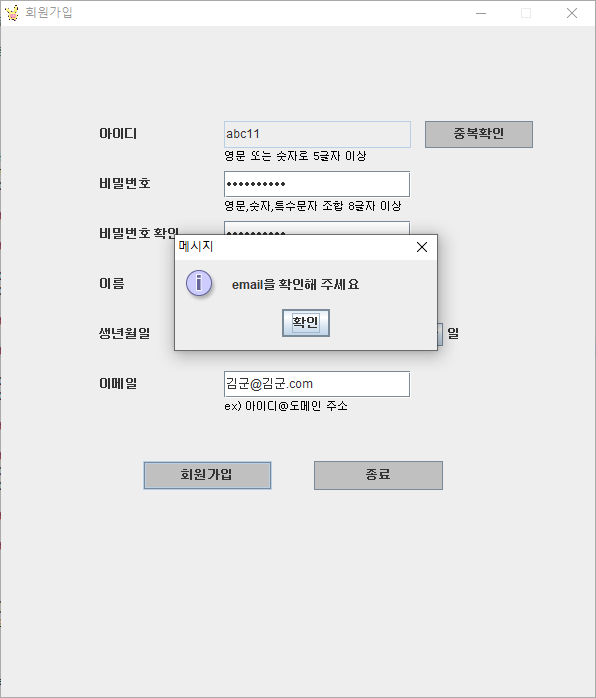 회원가입
아이디 abc11 중복확인
영문 또는 숫자로 5글자 이상
비밀번호 ••••••••••
영문,숫자,특수문자 조합 8글자 이상
비밀번호 확인 ••••••••••
메시지
이름
email을 확인해 주세요
확인
생년월일 일
이메일 김군@김군.com
ex) 아이디@도메인 주소
회원가입 종료